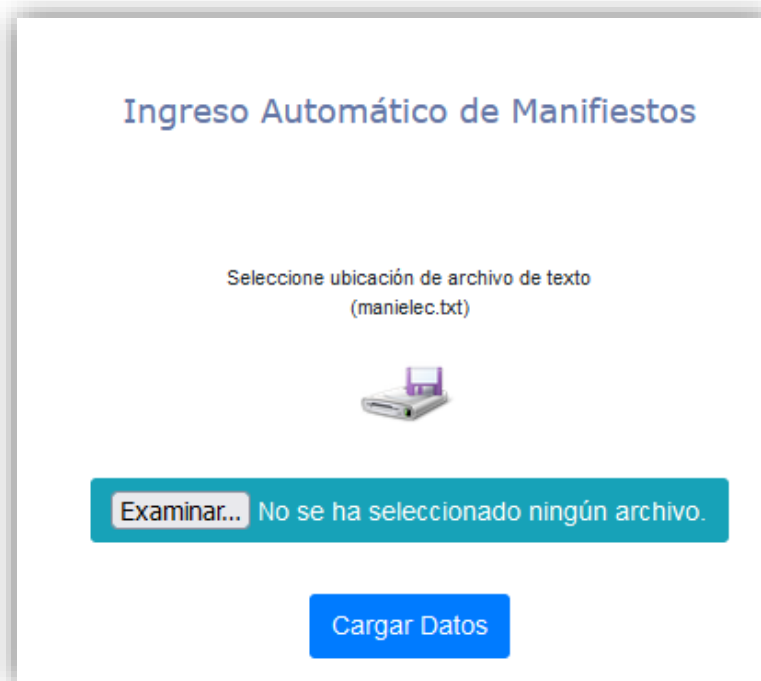 Ingreso Automático de Manifiestos
Seleccione ubicación de archivo de texto
(manielec.txt)
Examinar... No se ha seleccionado ningún archivo.
Cargar Datos